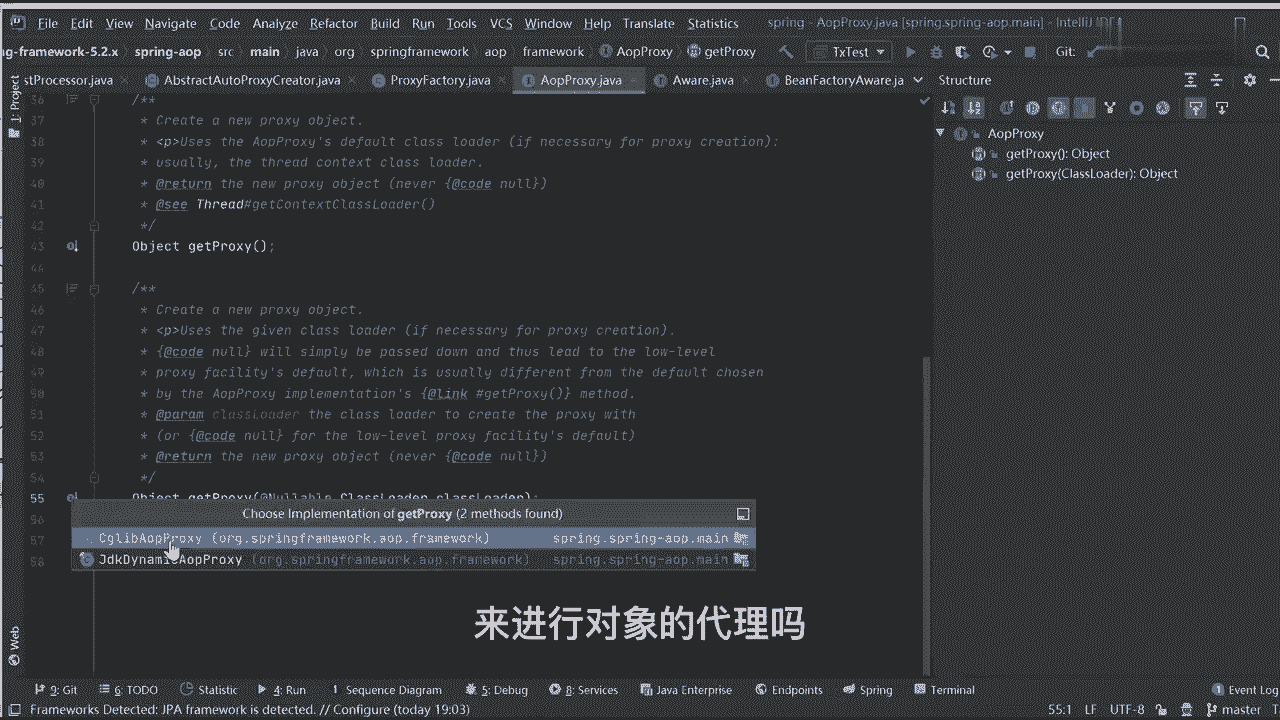 File Edit View Navigate Code Analyze Refactor Build Run Tools VCS Window Help Translate Statistics spring - AopProxy.java [spring.spring-aop.main] - IntelliJ IDEA
ng-framework-5.2.x spring-aop src main java org springframework aop framework AopProxy getProxy TxTest Git:
stProcessor.java AbstractAutoProxyCreator.java ProxyFactory.java AopProxy.java Aware.java BeanFactoryAware.ja Structure
1: Project
36 /**
37 * Create a new proxy object.
38 * <p>Uses the AopProxy's default class loader (if necessary for proxy creation):
39 * usually, the thread context class loader.
40 * @return the new proxy object (never {@code null})
41 * @see Thread#getContextClassLoader()
42 */
43 Object getProxy();
44
45 /**
46 * Create a new proxy object.
47 * <p>Uses the given class loader (if necessary for proxy creation).
48 * {@code null} will simply be passed down and thus lead to the low-level
49 * proxy facility's default, which is usually different from the default chosen
50 * by the AopProxy implementation's {@link #getProxy()} method.
51 * @param classLoader the class loader to create the proxy with
52 * (or {@code null} for the low-level proxy facility's default)
53 * @return the new proxy object (never {@code null})
54 */
55 Object getProxy(@Nullable ClassLoader classLoader);
56
57
58
AopProxy
getProxy(): Object
getProxy(ClassLoader): Object
Choose Implementation of getProxy (2 methods found)
CglibAopProxy (org.springframework.aop.framework) spring.spring-aop.main
JdkDynamicAopProxy (org.springframework.aop.framework) spring.spring-aop.main
来进行对象的代理吗
Web
9: Git 6: TODO Statistic 4: Run Sequence Diagram 5: Debug 8: Services Java Enterprise Endpoints Spring Terminal 1 Event Log
Frameworks Detected: JPA framework is detected. // Configure (today 19:03) 55:1 LF UTF-8 master